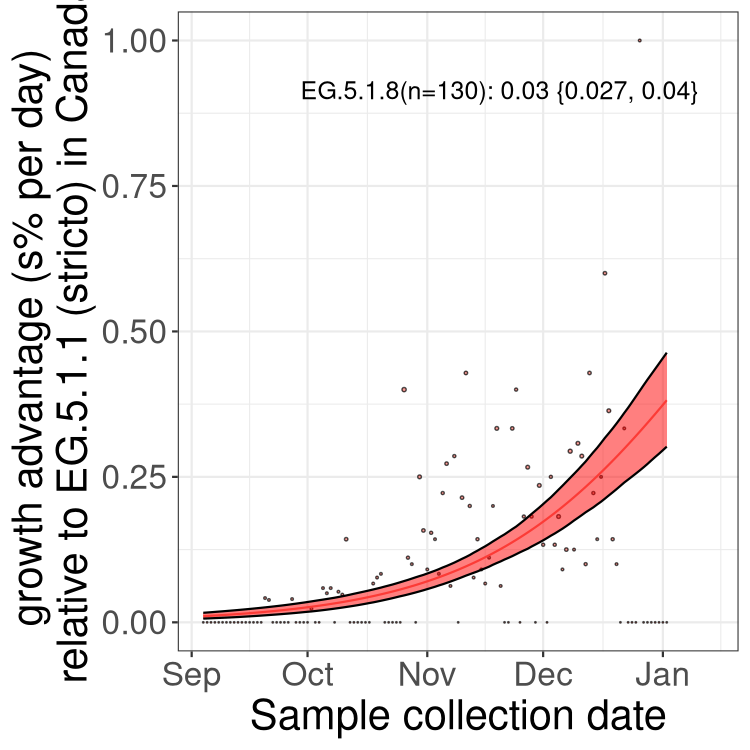 growth advantage (s% per day)
relative to EG.5.1.1 (stricto) in Canada
1.00
0.75
0.50
0.25
0.00
EG.5.1.8(n=130): 0.03 {0.027, 0.04}
Sep Oct Nov Dec Jan
Sample collection date